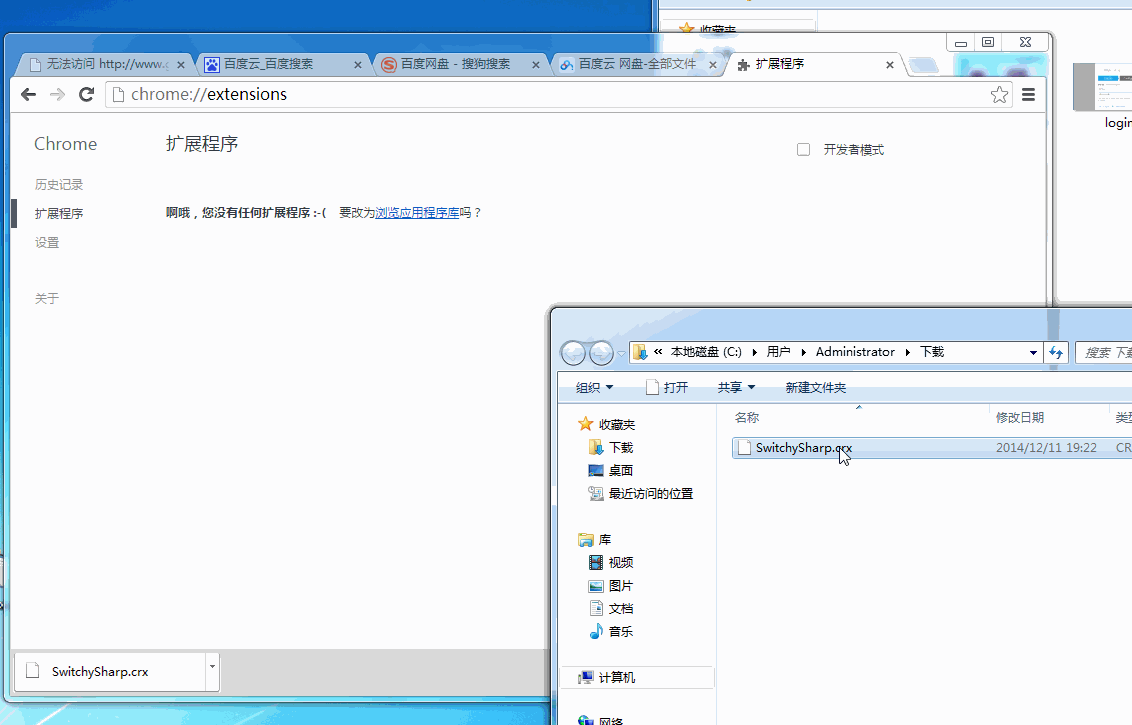 收藏夹
无法访问 http://www.
百度云_百度搜索
百度网盘 - 搜狗搜索
百度云 网盘-全部文件
扩展程序
chrome://extensions
login
Chrome
扩展程序
开发者模式
历史记录
扩展程序
设置
关于
啊哦，您没有任何扩展程序 :-( 要改为浏览应用程序库吗？
« 本地磁盘 (C:) 用户 Administrator 下载
搜索 下载
组织 打开 共享 新建文件夹
名称 修改日期 类型
收藏夹
下载
桌面
最近访问的位置
SwitchySharp.crx 2014/12/11 19:22 CR
库
视频
图片
文档
音乐
计算机
网络
SwitchySharp.crx